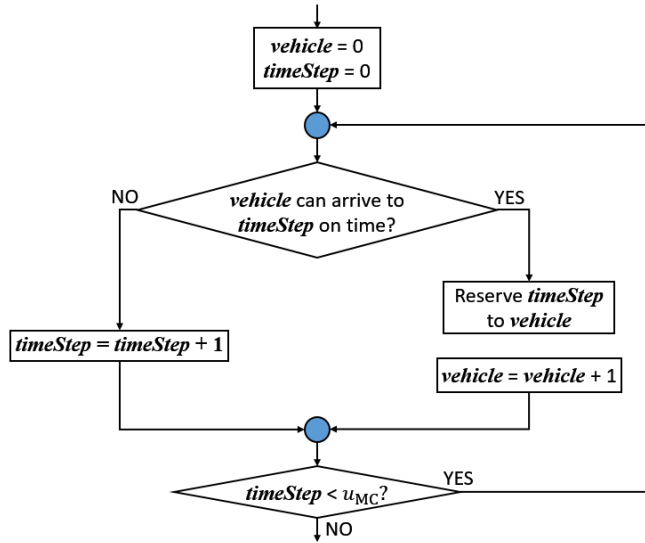 vehicle = 0
timeStep = 0
NO
vehicle can arrive to
timeStep on time?
YES
Reserve timeStep
to vehicle
timeStep = timeStep + 1
vehicle = vehicle + 1
timeStep < u_MC?
YES
NO